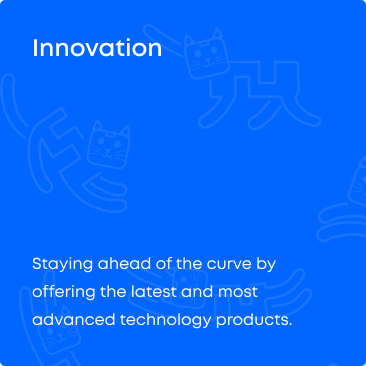 Innovation
Staying ahead of the curve by
offering the latest and most
advanced technology products.